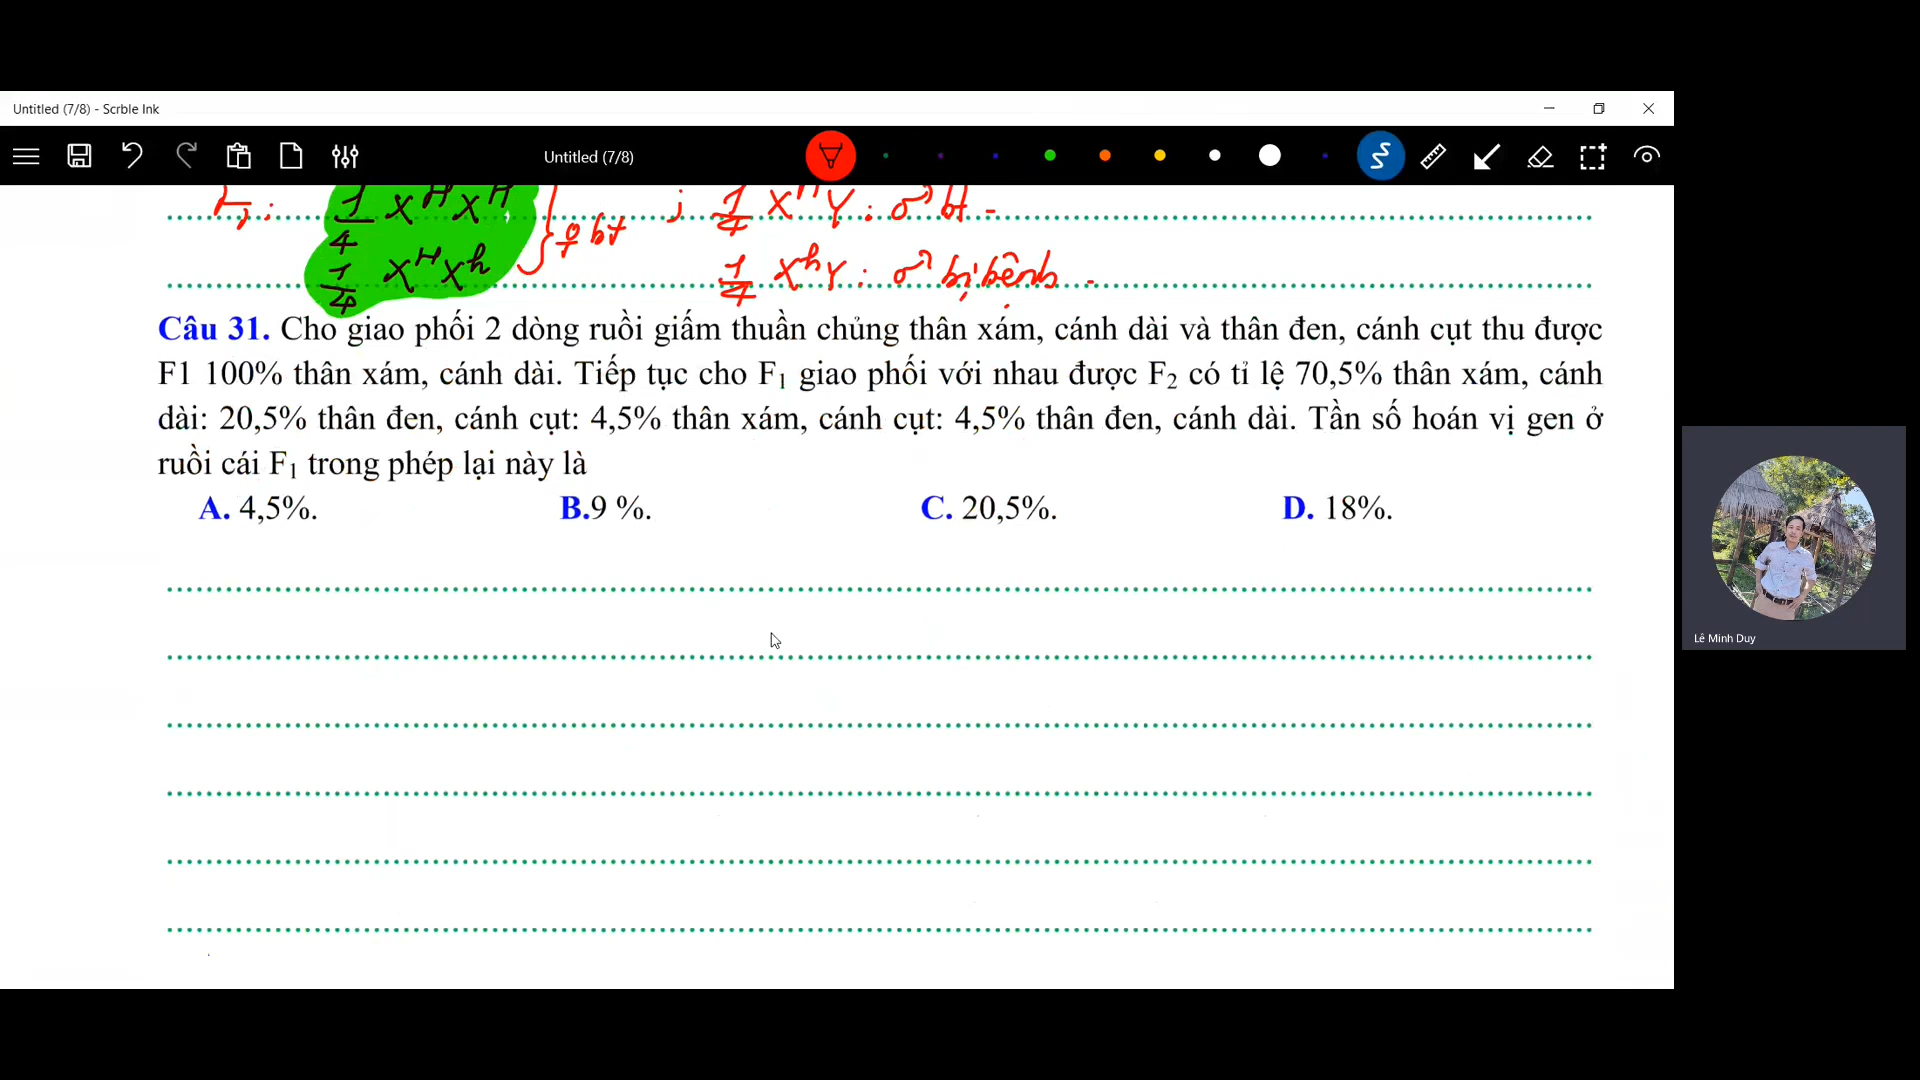 Untitled (7/8) - Scrble Ink
Untitled (7/8)
1/4 X^H X^H } ♀ bt ; 1/4 X^H Y : ♂ bt -
1/4 X^H X^h 1/4 X^h Y : ♂ bị bệnh -
Câu 31. Cho giao phối 2 dòng ruồi giấm thuần chủng thân xám, cánh dài và thân đen, cánh cụt thu được
F1 100% thân xám, cánh dài. Tiếp tục cho F₁ giao phối với nhau được F₂ có tỉ lệ 70,5% thân xám, cánh
dài: 20,5% thân đen, cánh cụt: 4,5% thân xám, cánh cụt: 4,5% thân đen, cánh dài. Tần số hoán vị gen ở
ruồi cái F₁ trong phép lại này là
A. 4,5%. B.9 %. C. 20,5%. D. 18%.
Lê Minh Duy